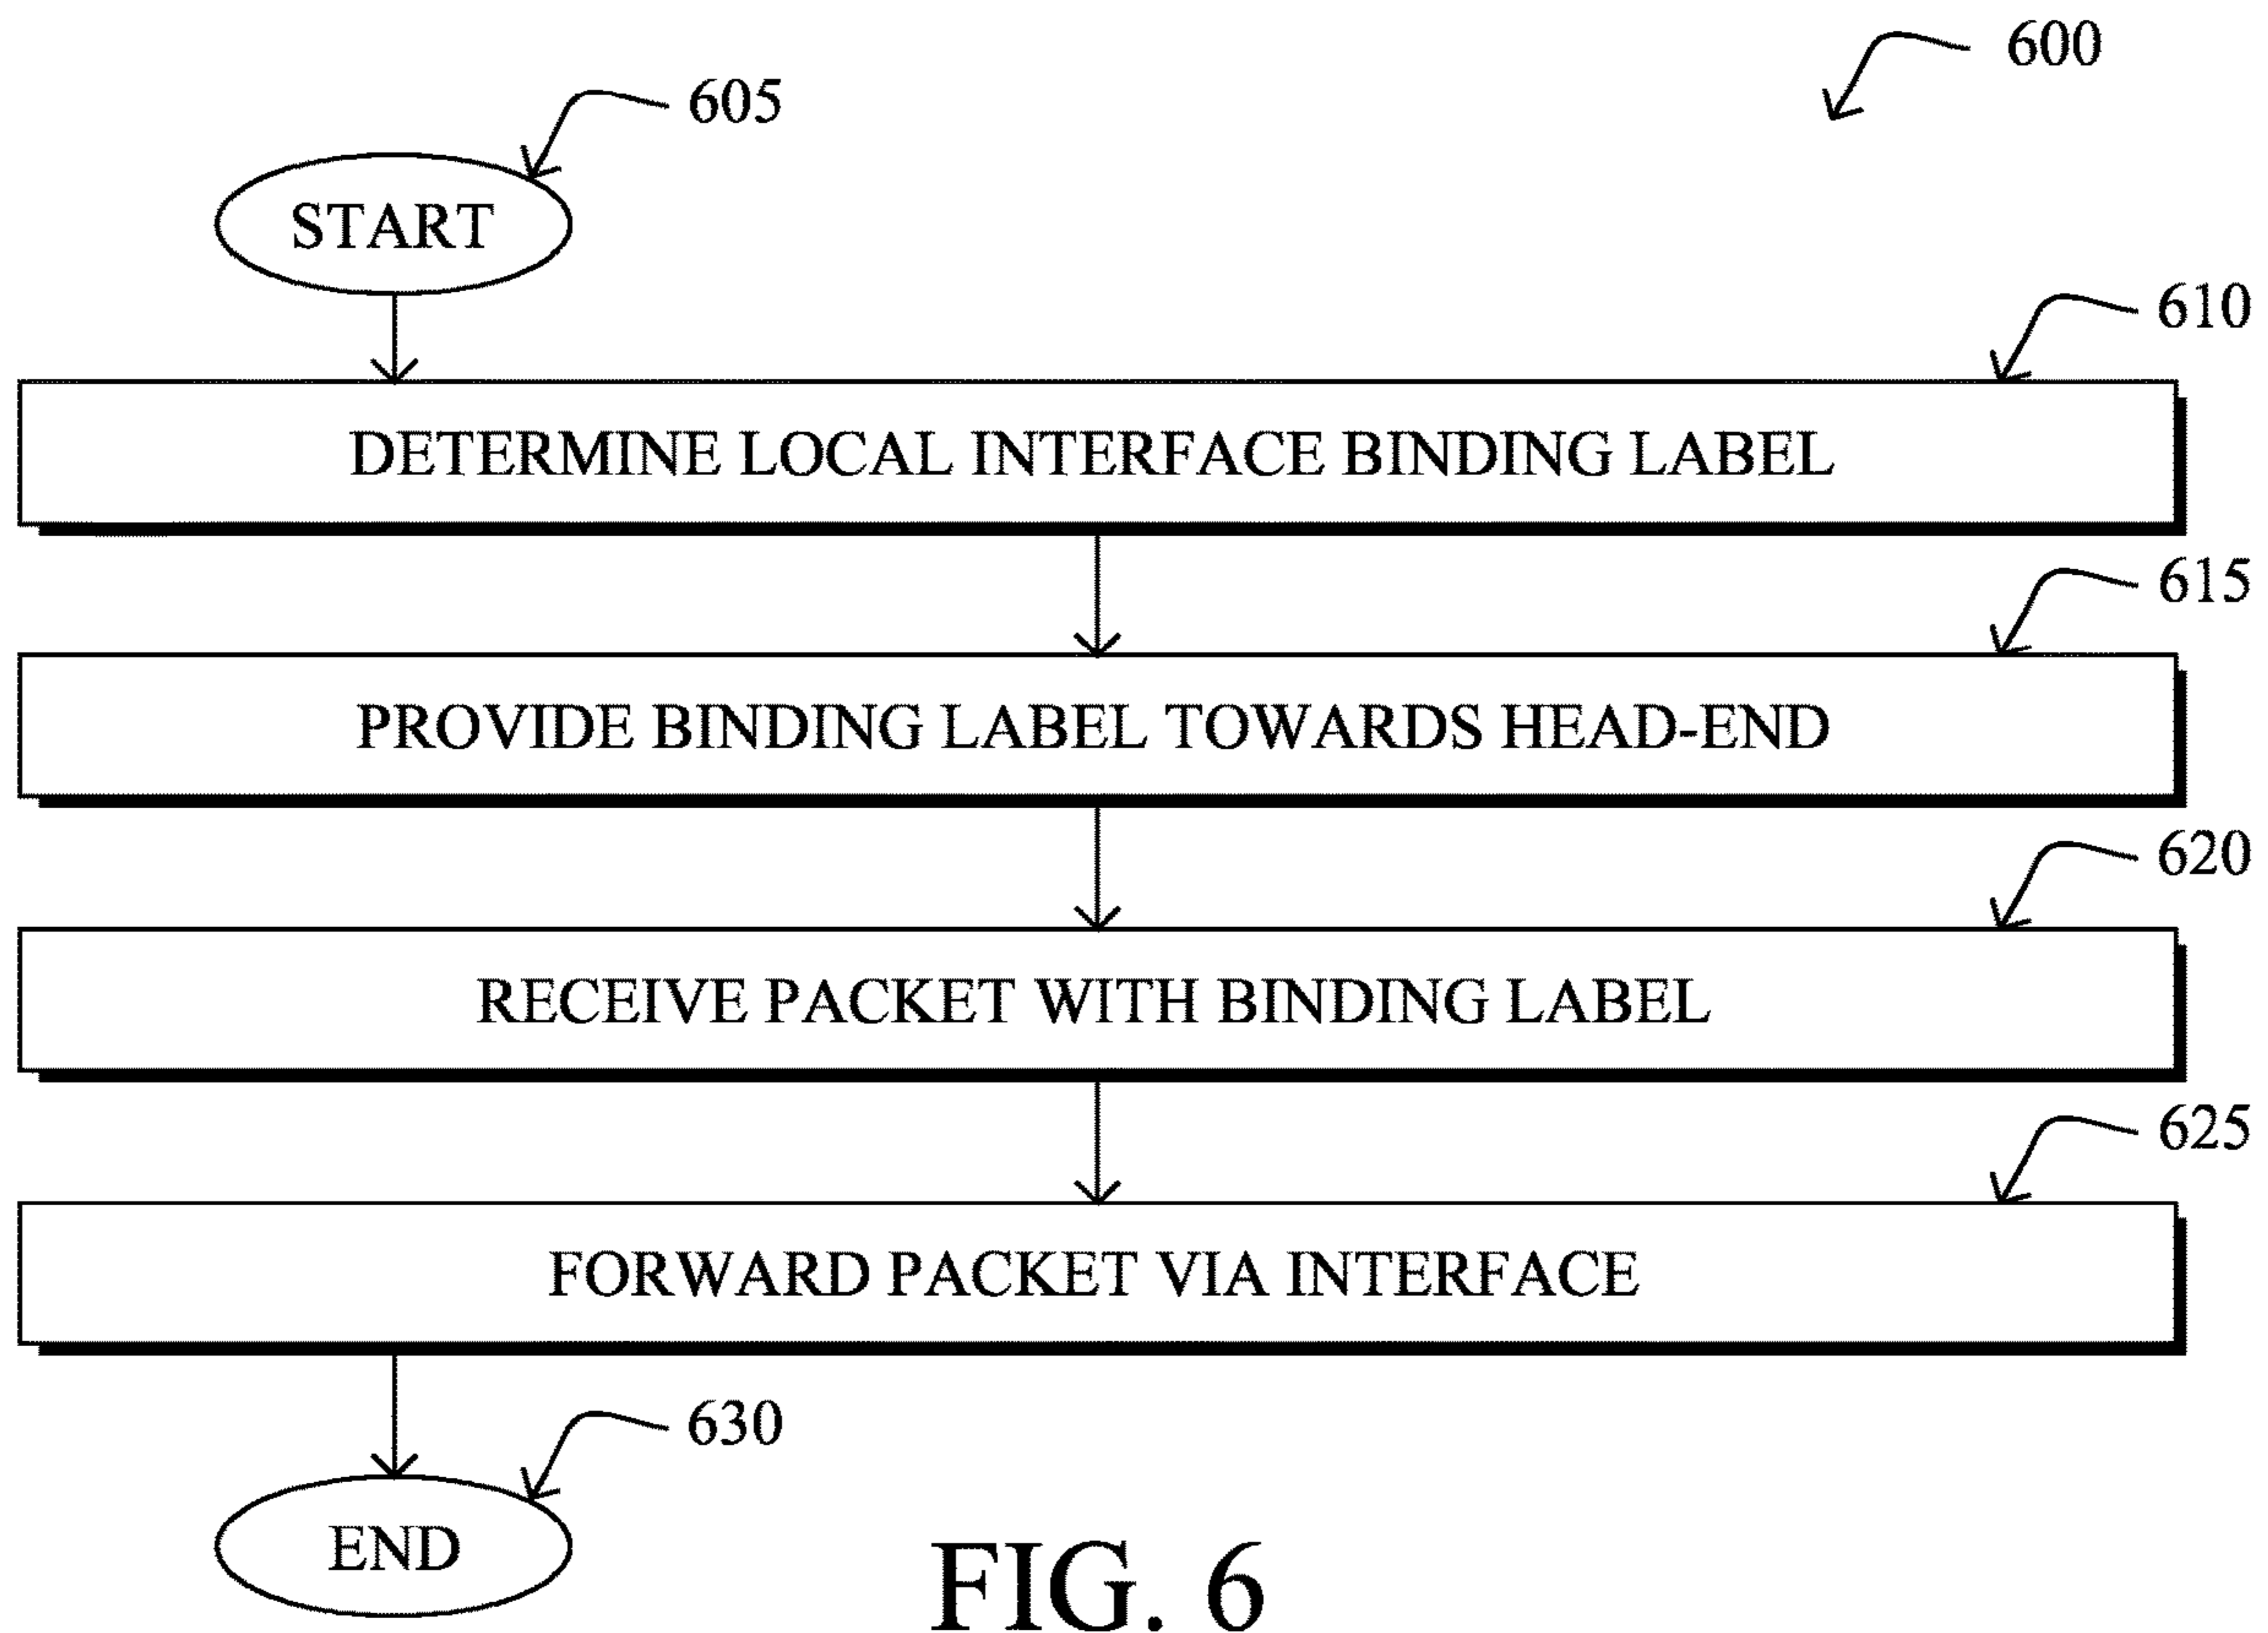 600
605
START
610
DETERMINE LOCAL INTERFACE BINDING LABEL
615
PROVIDE BINDING LABEL TOWARDS HEAD-END
620
RECEIVE PACKET WITH BINDING LABEL
625
FORWARD PACKET VIA INTERFACE
630
END
FIG. 6